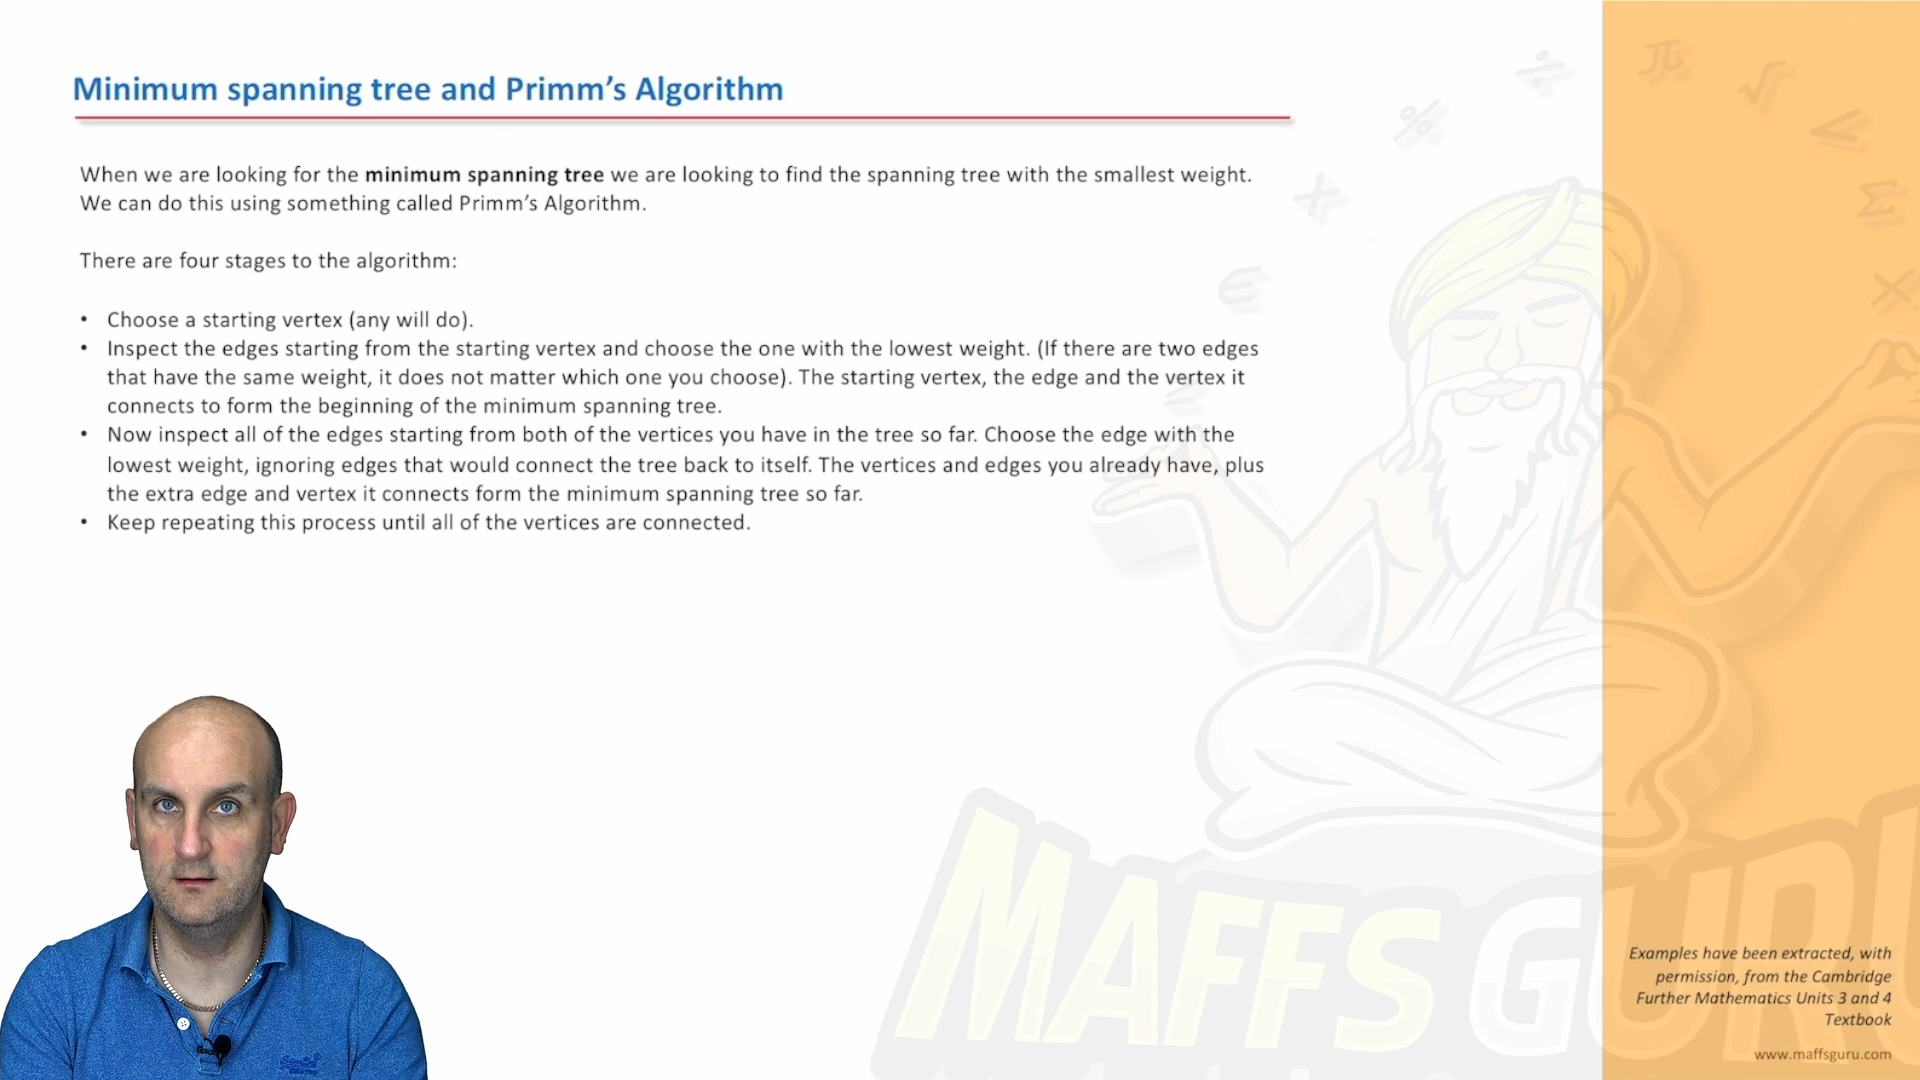 Minimum spanning tree and Primm's Algorithm
When we are looking for the minimum spanning tree we are looking to find the spanning tree with the smallest weight.
We can do this using something called Primm's Algorithm.
There are four stages to the algorithm:
• Choose a starting vertex (any will do).
• Inspect the edges starting from the starting vertex and choose the one with the lowest weight. (If there are two edges
that have the same weight, it does not matter which one you choose). The starting vertex, the edge and the vertex it
connects to form the beginning of the minimum spanning tree.
• Now inspect all of the edges starting from both of the vertices you have in the tree so far. Choose the edge with the
lowest weight, ignoring edges that would connect the tree back to itself. The vertices and edges you already have, plus
the extra edge and vertex it connects form the minimum spanning tree so far.
• Keep repeating this process until all of the vertices are connected.
MAFFS GURU
Examples have been extracted, with
permission, from the Cambridge
Further Mathematics Units 3 and 4
Textbook
www.maffsguru.com